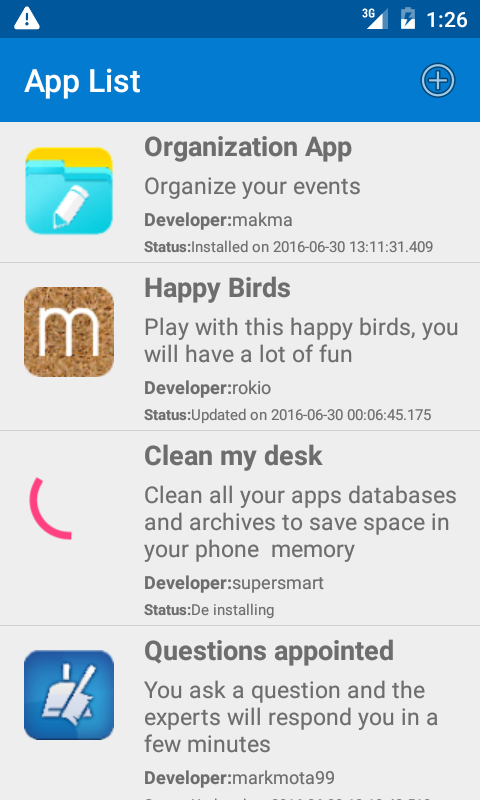 3G
1:26
App List
Organization App
Organize your events
Developer:makma
Status:Installed on 2016-06-30 13:11:31.409
m
Happy Birds
Play with this happy birds, you
will have a lot of fun
Developer:rokio
Status:Updated on 2016-06-30 00:06:45.175
Clean my desk
Clean all your apps databases
and archives to save space in
your phone  memory
Developer:supersmart
Status:De installing
Questions appointed
You ask a question and the
experts will respond you in a
few minutes
Developer:markmota99